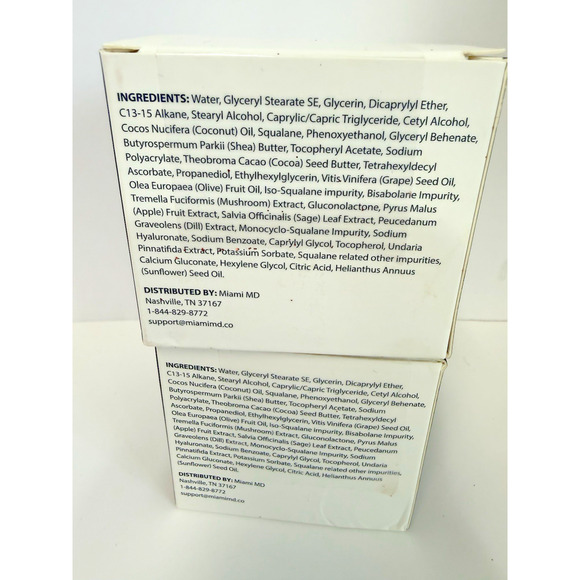 INGREDIENTS: Water, Glyceryl Stearate SE, Glycerin, Dicaprylyl Ether,
C13-15 Alkane, Stearyl Alcohol, Caprylic/Capric Triglyceride, Cetyl Alcohol,
Cocos Nucifera (Coconut) Oil, Squalane, Phenoxyethanol, Glyceryl Behenate,
Butyrospermum Parkii (Shea) Butter, Tocopheryl Acetate, Sodium
Polyacrylate, Theobroma Cacao (Cocoa) Seed Butter, Tetrahexyldecyl
Ascorbate, Propanediol, Ethylhexylglycerin, Vitis Vinifera (Grape) Seed Oil,
Olea Europaea (Olive) Fruit Oil, Iso-Squalane impurity, Bisabolane Impurity,
Tremella Fuciformis (Mushroom) Extract, Gluconolactpne, Pyrus Malus
(Apple) Fruit Extract, Salvia Officinalis (Sage) Leaf Extract, Peucedanum
Graveolens (Dill) Extract, Monocyclo-Squalane Impurity, Sodium
Hyaluronate, Sodium Benzoate, Caprylyl Glycol, Tocopherol, Undaria
Pinnatifida Extract, Potassium Sorbate, Squalane related other impurities,
Calcium Gluconate, Hexylene Glycol, Citric Acid, Helianthus Annuus
(Sunflower) Seed Oil.
DISTRIBUTED BY: Miami MD
Nashville, TN 37167
1-844-829-8772
support@miamimd.co
INGREDIENTS: Water, Glyceryl Stearate SE, Glycerin, Dicaprylyl Ether,
C13-15 Alkane, Stearyl Alcohol, Caprylic/Capric Triglyceride, Cetyl Alcohol,
Cocos Nucifera (Coconut) Oil, Squalane, Phenoxyethanol, Glyceryl Behenate,
Butyrospermum Parkii (Shea) Butter, Tocopheryl Acetate, Sodium
Polyacrylate, Theobroma Cacao (Cocoa) Seed Butter, Tetrahexyldecyl
Ascorbate, Propanediol, Ethylhexylglycerin, Vitis Vinifera (Grape) Seed Oil,
Olea Europaea (Olive) Fruit Oil, Iso-Squalane impurity, Bisabolane Impurity,
Tremella Fuciformis (Mushroom) Extract, Gluconolactone, Pyrus Malus
(Apple) Fruit Extract, Salvia Officinalis (Sage) Leaf Extract, Peucedanum
Graveolens (Dill) Extract, Monocyclo-Squalane Impurity, Sodium
Hyaluronate, Sodium Benzoate, Caprylyl Glycol, Tocopherol, Undaria
Pinnatifida Extract, Potassium Sorbate, Squalane related other impurities,
Calcium Gluconate, Hexylene Glycol, Citric Acid, Helianthus Annuus
(Sunflower) Seed Oil.
DISTRIBUTED BY: Miami MD
Nashville, TN 37167
1-844-829-8772
support@miamimd.co